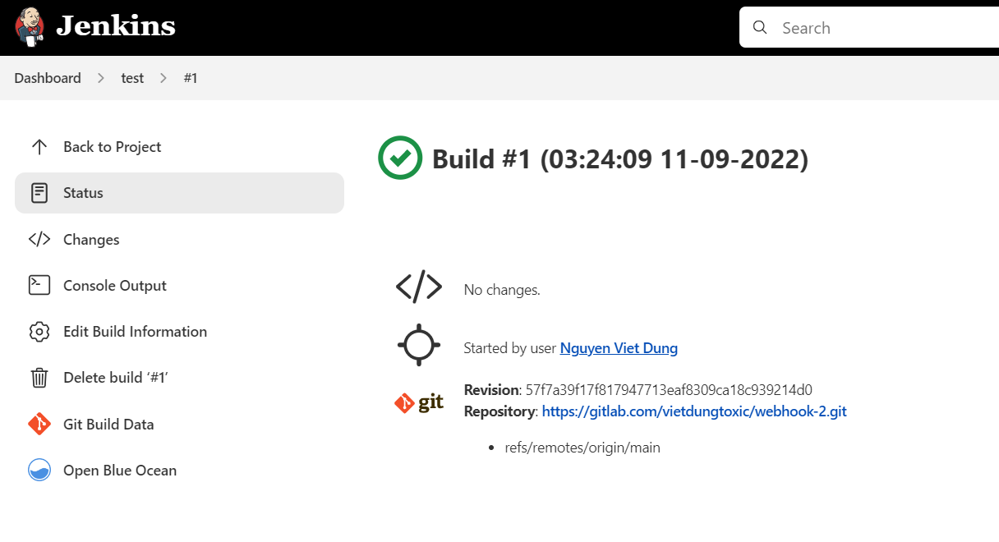 Jenkins
Search
Dashboard > test > #1
Back to Project
Status
Changes
Console Output
Edit Build Information
Delete build ‘#1’
Git Build Data
Open Blue Ocean
Build #1 (03:24:09 11-09-2022)
No changes.
Started by user Nguyen Viet Dung
git
Revision: 57f7a39f17f817947713eaf8309ca18c939214d0
Repository: https://gitlab.com/vietdungtoxic/webhook-2.git
• refs/remotes/origin/main